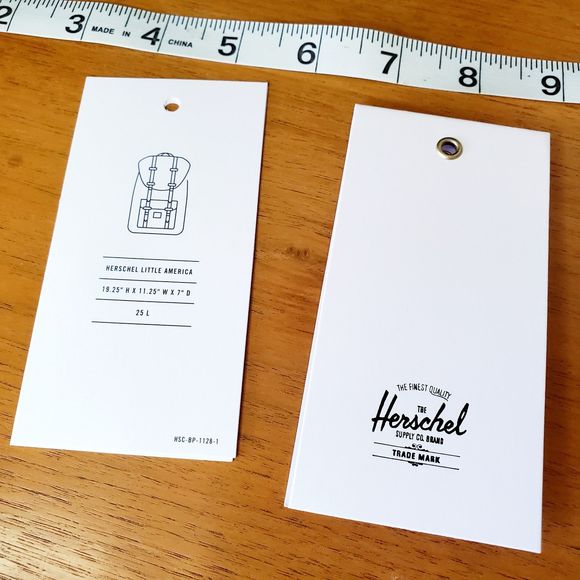 2 3 MADE IN 4 CHINA 5 6 7 8 9
HERSCHEL LITTLE AMERICA
19.25" H X 11.25" W X 7" D
25 L
HSC-BP-1128-1
THE FINEST QUALITY
THE
Herschel
SUPPLY CO. BRAND
TRADE MARK